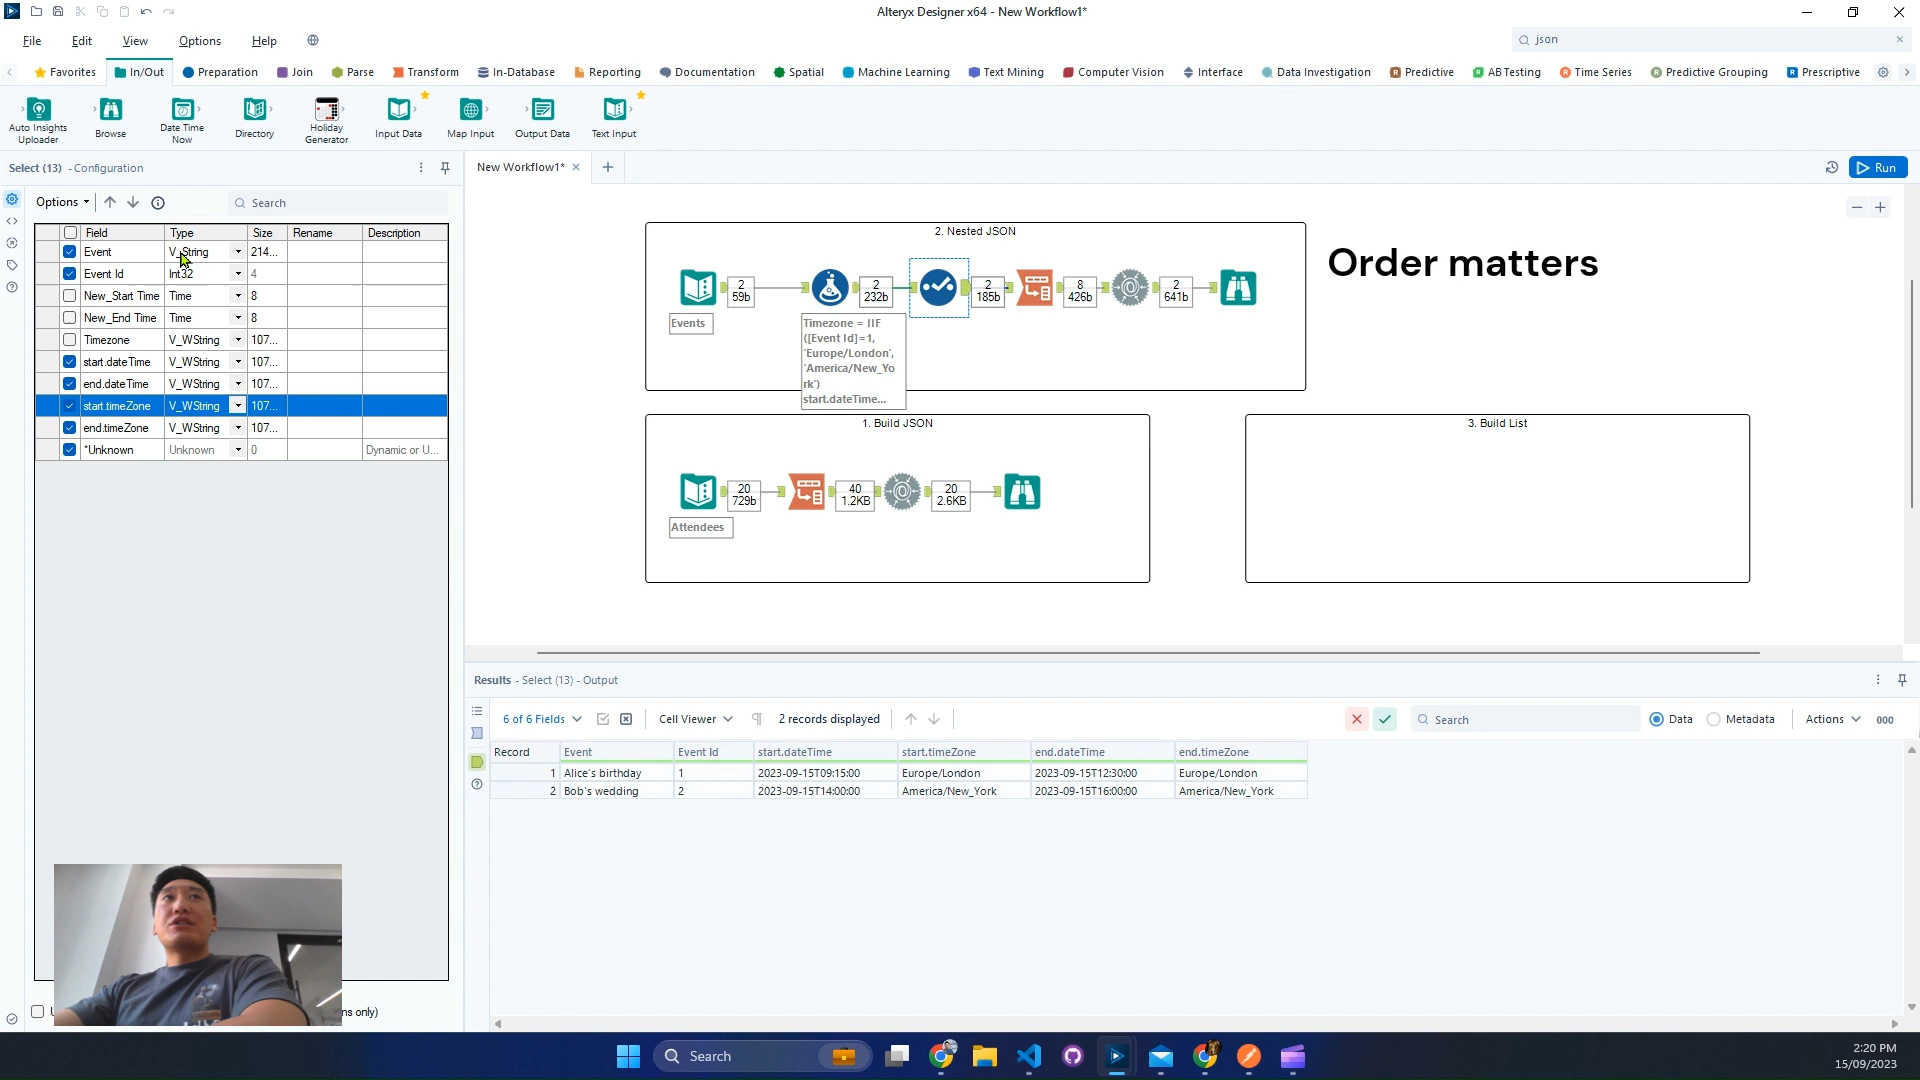 Alteryx Designer x64 - New Workflow1*
File Edit View Options Help
json
Favorites In/Out Preparation Join Parse Transform In-Database Reporting Documentation Spatial Machine Learning Text Mining Computer Vision Interface Data Investigation Predictive AB Testing Time Series Predictive Grouping Prescriptive
Auto Insights Uploader
Browse
Date Time Now
Directory
Holiday Generator
Input Data
Map Input
Output Data
Text Input
Select (13) - Configuration
New Workflow1*
Run
Options
Search
Field Type Size Rename Description
Event V_String 214...
Event Id Int32 4
New_Start Time Time 8
New_End Time Time 8
Timezone V_WString 107...
start.dateTime V_WString 107...
end.dateTime V_WString 107...
start.timeZone V_WString 107...
end.timeZone V_WString 107...
*Unknown Unknown 0 Dynamic or U...
ns only)
2. Nested JSON
Order matters
2
59b
2
232b
2
185b
8
426b
2
641b
Events
Timezone = IIF
([Event Id]=1,
'Europe/London',
'America/New_Yo
rk')
start.dateTime...
1. Build JSON
20
729b
40
1.2KB
20
2.6KB
Attendees
3. Build List
Results - Select (13) - Output
6 of 6 Fields Cell Viewer 2 records displayed Search Data Metadata Actions 000
Record Event Event Id start.dateTime start.timeZone end.dateTime end.timeZone
1 Alice's birthday 1 2023-09-15T09:15:00 Europe/London 2023-09-15T12:30:00 Europe/London
2 Bob's wedding 2 2023-09-15T14:00:00 America/New_York 2023-09-15T16:00:00 America/New_York
Search
2:20 PM
15/09/2023